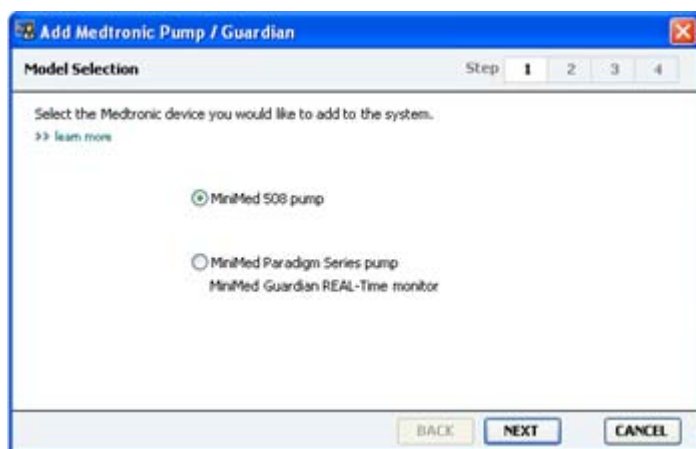 Add Medtronic Pump / Guardian
Model Selection Step 1 2 3 4
Select the Medtronic device you would like to add to the system.
>> learn more
MiniMed 508 pump
MiniMed Paradigm Series pump
MiniMed Guardian REAL-Time monitor
BACK NEXT CANCEL